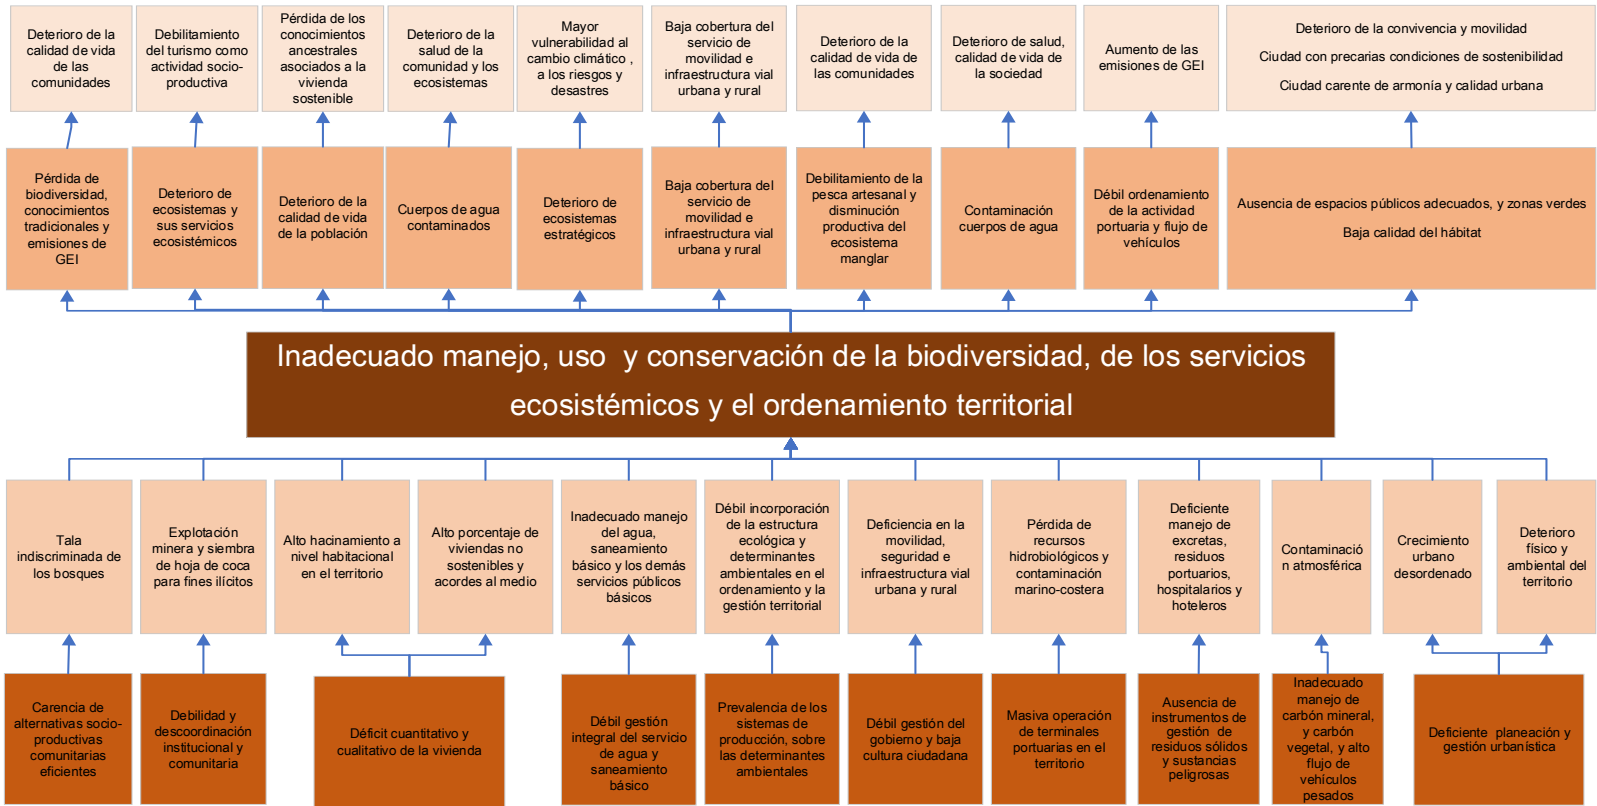 Deterioro de la
calidad de vida
de las
comunidades
Debilitamiento
del turismo como
actividad socio-
productiva
Pérdida de los
conocimientos
ancestrales
asociados a la
vivienda
sostenible
Deterioro de la
salud de la
comunidad y los
ecosistemas
Mayor
vulnerabilidad al
cambio climático ,
a los riesgos y
desastres
Baja cobertura del
servicio de
movilidad e
infraestructura vial
urbana y rural
Deterioro de la
calidad de vida de
las comunidades
Deterioro de salud,
calidad de vida de
la sociedad
Aumento de las
emisiones de GEI
Deterioro de la convivencia y movilidad
Ciudad con precarias condiciones de sostenibilidad
Ciudad carente de armonía y calidad urbana
Pérdida de
biodiversidad,
conocimientos
tradicionales y
emisiones de
GEI
Deterioro de
ecosistemas y
sus servicios
ecosistémicos
Deterioro de la
calidad de vida
de la población
Cuerpos de agua
contaminados
Deterioro de
ecosistemas
estratégicos
Baja cobertura del
servicio de
movilidad e
infraestructura vial
urbana y rural
Debilitamiento de la
pesca artesanal y
disminución
productiva del
ecosistema
manglar
Contaminación
cuerpos de agua
Débil ordenamiento
de la actividad
portuaria y flujo de
vehículos
Ausencia de espacios públicos adecuados, y zonas verdes
Baja calidad del hábitat
Inadecuado manejo, uso y conservación de la biodiversidad, de los servicios
ecosistémicos y el ordenamiento territorial
Tala
indiscriminada de
los bosques
Explotación
minera y siembra
de hoja de coca
para fines ilícitos
Alto hacinamiento a
nivel habitacional
en el territorio
Alto porcentaje de
viviendas no
sostenibles y
acordes al medio
Inadecuado manejo
del agua,
saneamiento
básico y los demás
servicios públicos
básicos
Débil incorporación
de la estructura
ecológica y
determinantes
ambientales en el
ordenamiento y la
gestión territorial
Deficiencia en la
movilidad,
seguridad e
infraestructura vial
urbana y rural
Pérdida de
recursos
hidrobiológicos y
contaminación
marino-costera
Deficiente
manejo de
excretas,
residuos
portuarios,
hospitalarios y
hoteleros
Contaminació
n atmosférica
Crecimiento
urbano
desordenado
Deterioro
físico y
ambiental del
territorio
Carencia de
alternativas socio-
productivas
comunitarias
eficientes
Debilidad y
descoordinación
institucional y
comunitaria
Déficit cuantitativo y
cualitativo de la vivienda
Débil gestión
integral del servicio
de agua y
saneamiento
básico
Prevalencia de los
sistemas de
producción, sobre
las determinantes
ambientales
Débil gestión del
gobierno y baja
cultura ciudadana
Masiva operación
de terminales
portuarias en el
territorio
Ausencia de
instrumentos de
gestión de
residuos sólidos
y sustancias
peligrosas
Inadecuado
manejo de
carbón mineral,
y carbón
vegetal, y alto
flujo de
vehículos
pesados
Deficiente planeación y
gestión urbanística